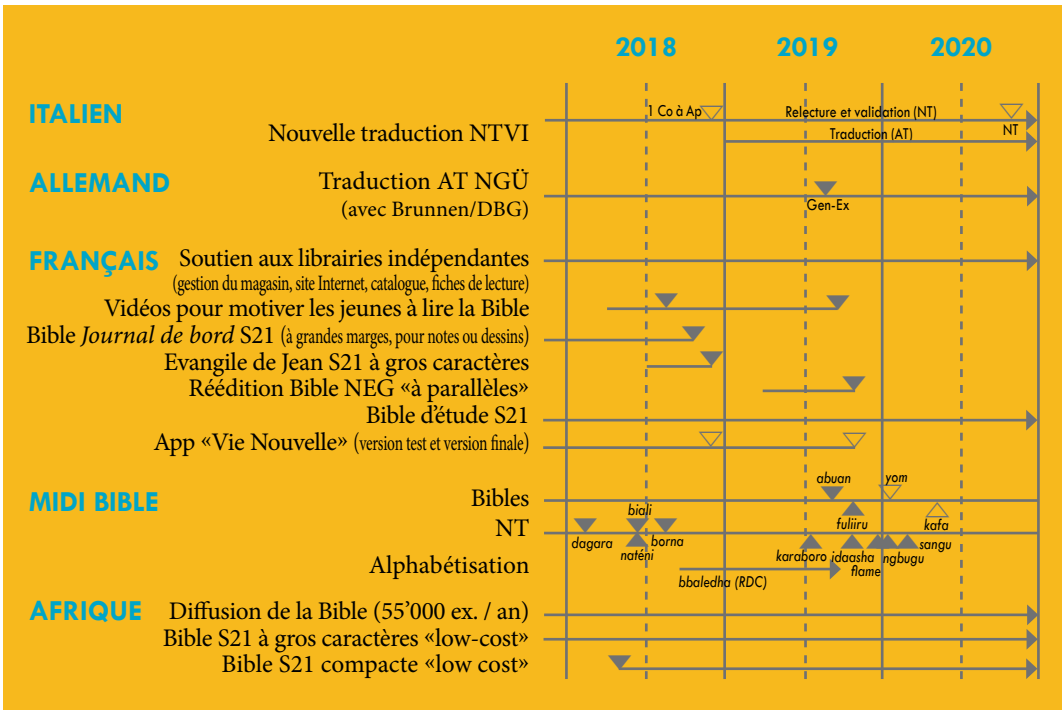 2018 2019 2020
ITALIEN
1 Co à Ap Relecture et validation (NT)
Nouvelle traduction NTVI
Traduction (AT) NT
ALLEMAND Traduction AT NGÜ
(avec Brunnen/DBG)
Gen-Ex
FRANÇAIS Soutien aux librairies indépendantes
(gestion du magasin, site Internet, catalogue, fiches de lecture)
Vidéos pour motiver les jeunes à lire la Bible
Bible Journal de bord S21 (à grandes marges, pour notes ou dessins)
Evangile de Jean S21 à gros caractères
Réédition Bible NEG «à parallèles»
Bible d'étude S21
App «Vie Nouvelle» (version test et version finale)
MIDI BIBLE
Bibles
abuan yom
fuliiru kafa
NT
biali
dagara naténi borna
karaboro idaasha flame ngbugu sangu
Alphabétisation
bbaledha (RDC)
AFRIQUE Diffusion de la Bible (55'000 ex. / an)
Bible S21 à gros caractères «low-cost»
Bible S21 compacte «low cost»